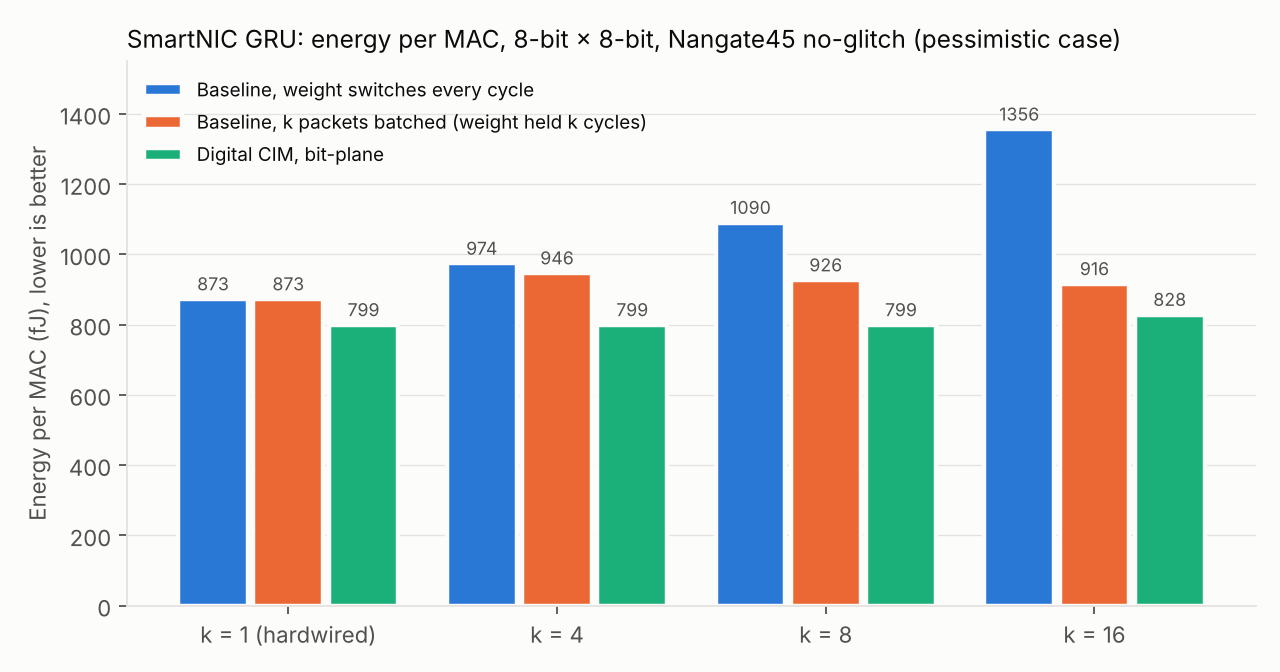 SmartNIC GRU: energy per MAC, 8-bit × 8-bit, Nangate45 no-glitch (pessimistic case)
Baseline, weight switches every cycle
Baseline, k packets batched (weight held k cycles)
Digital CIM, bit-plane
Energy per MAC (fJ), lower is better
1400
1200
1000
800
600
400
200
0
873
873
799
974
946
799
1090
926
799
1356
916
828
k = 1 (hardwired)
k = 4
k = 8
k = 16